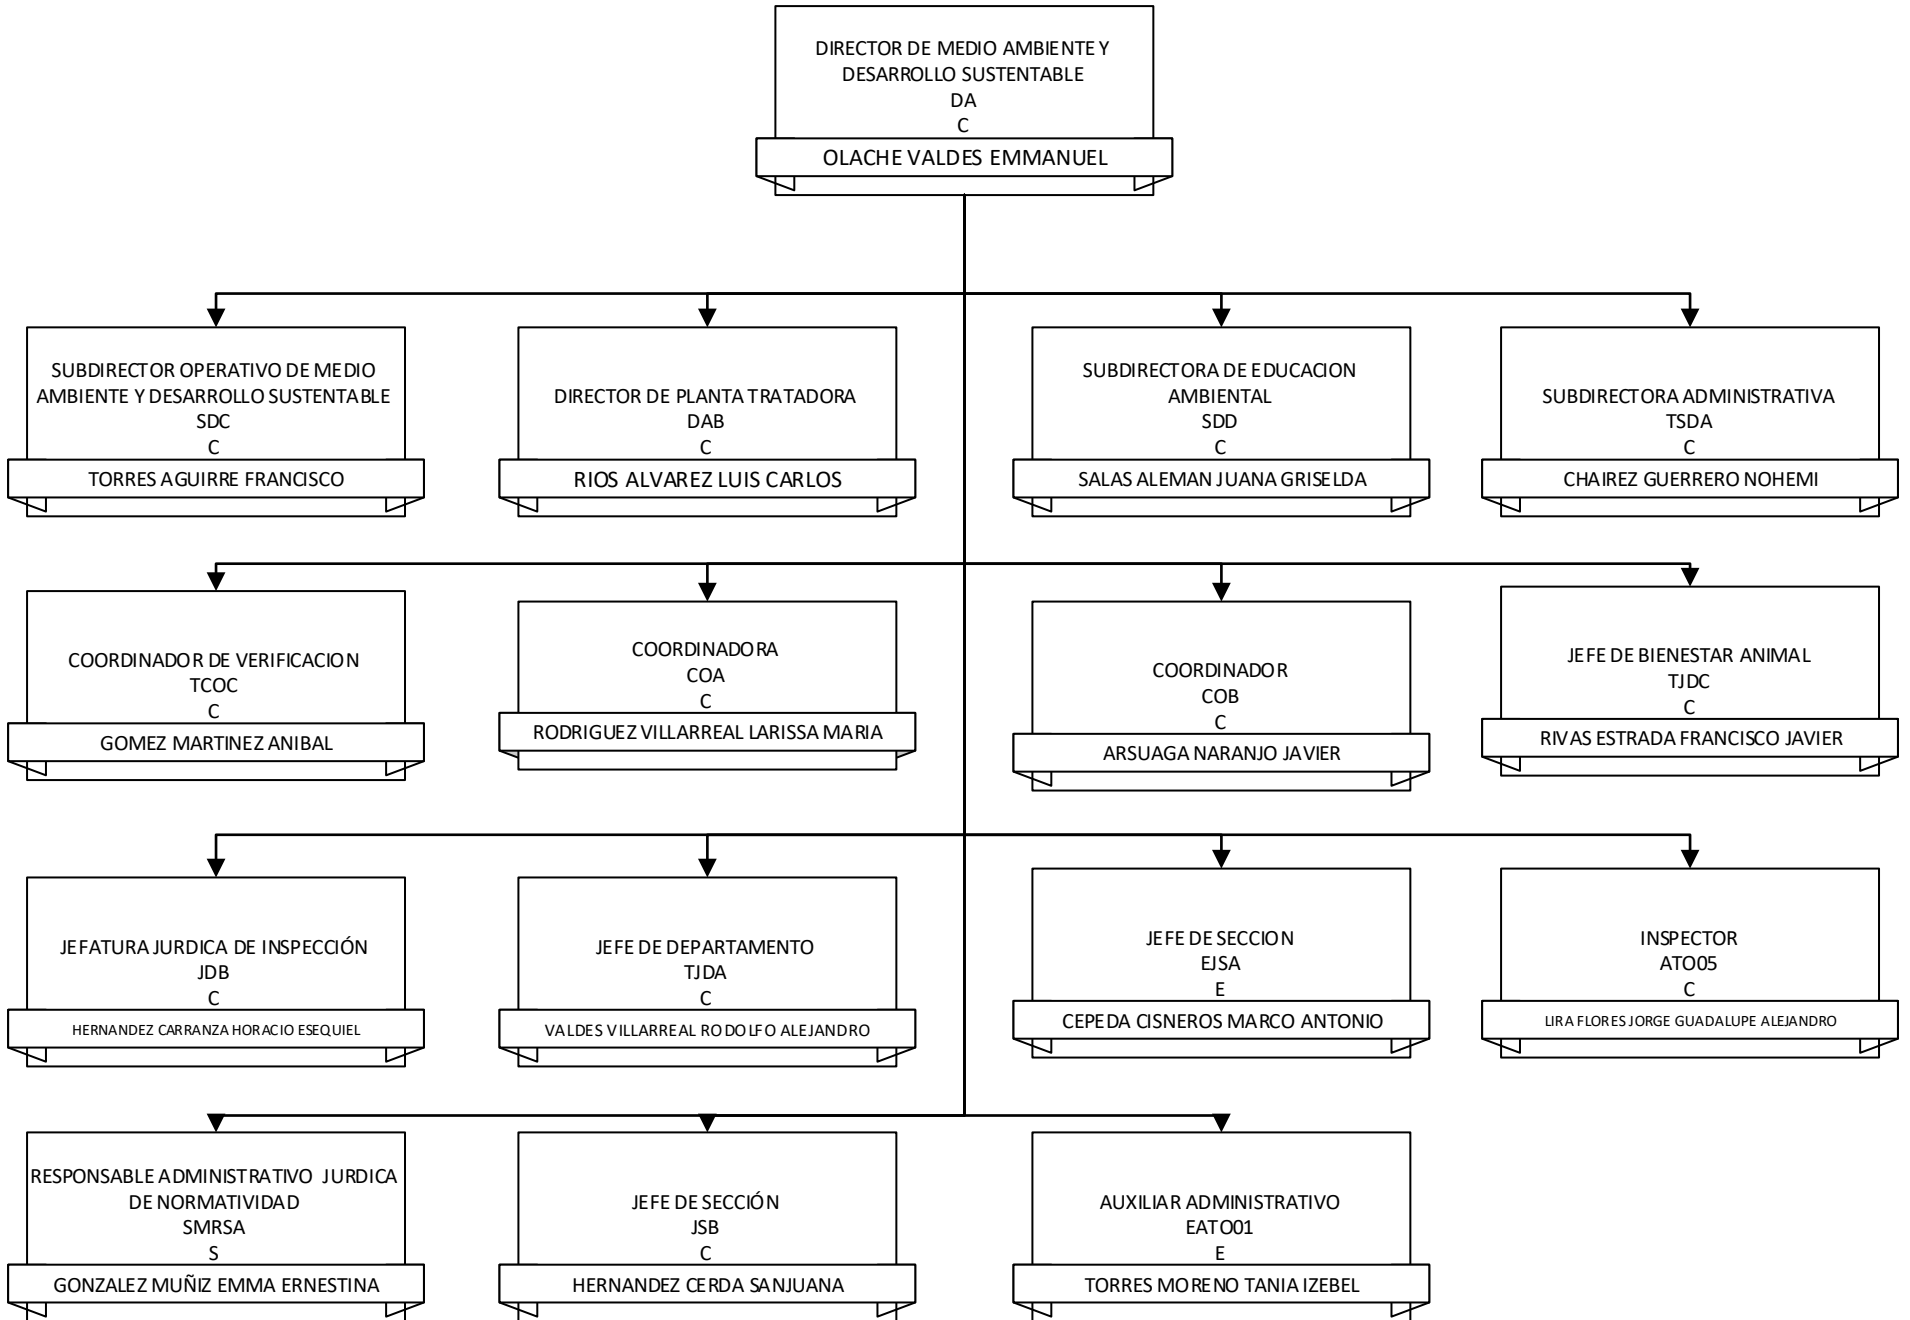 DIRECTOR DE MEDIO AMBIENTE Y
DESARROLLO SUSTENTABLE
DA
C
OLACHE VALDES EMMANUEL
SUBDIRECTOR OPERATIVO DE MEDIO
AMBIENTE Y DESARROLLO SUSTENTABLE
SDC
C
TORRES AGUIRRE FRANCISCO
DIRECTOR DE PLANTA TRATADORA
DAB
C
RIOS ALVAREZ LUIS CARLOS
SUBDIRECTORA DE EDUCACION
AMBIENTAL
SDD
C
SALAS ALEMAN JUANA GRISELDA
SUBDIRECTORA ADMINISTRATIVA
TSDA
C
CHAIREZ GUERRERO NOHEMI
COORDINADOR DE VERIFICACION
TCOC
C
GOMEZ MARTINEZ ANIBAL
COORDINADORA
COA
C
RODRIGUEZ VILLARREAL LARISSA MARIA
COORDINADOR
COB
C
ARSUAGA NARANJO JAVIER
JEFE DE BIENESTAR ANIMAL
TJDC
C
RIVAS ESTRADA FRANCISCO JAVIER
JEFATURA JURDICA DE INSPECCIÓN
JDB
C
HERNANDEZ CARRANZA HORACIO ESEQUIEL
JEFE DE DEPARTAMENTO
TJDA
C
VALDES VILLARREAL RODOLFO ALEJANDRO
JEFE DE SECCION
EJSA
E
CEPEDA CISNEROS MARCO ANTONIO
INSPECTOR
ATO05
C
LIRA FLORES JORGE GUADALUPE ALEJANDRO
RESPONSABLE ADMINISTRATIVO JURDICA
DE NORMATIVIDAD
SMRSA
S
GONZALEZ MUÑIZ EMMA ERNESTINA
JEFE DE SECCIÓN
JSB
C
HERNANDEZ CERDA SANJUANA
AUXILIAR ADMINISTRATIVO
EATO01
E
TORRES MORENO TANIA IZEBEL